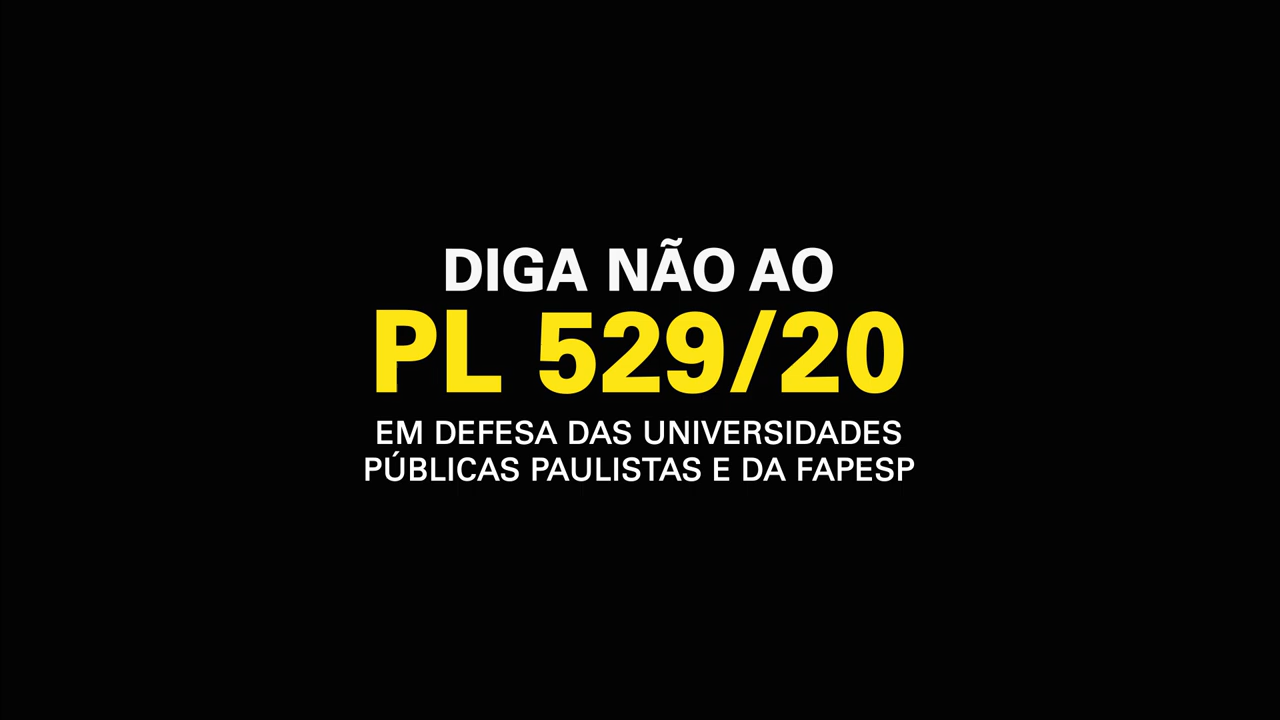 DIGA NÃO AO
PL 529/20
EM DEFESA DAS UNIVERSIDADES
PÚBLICAS PAULISTAS E DA FAPESP